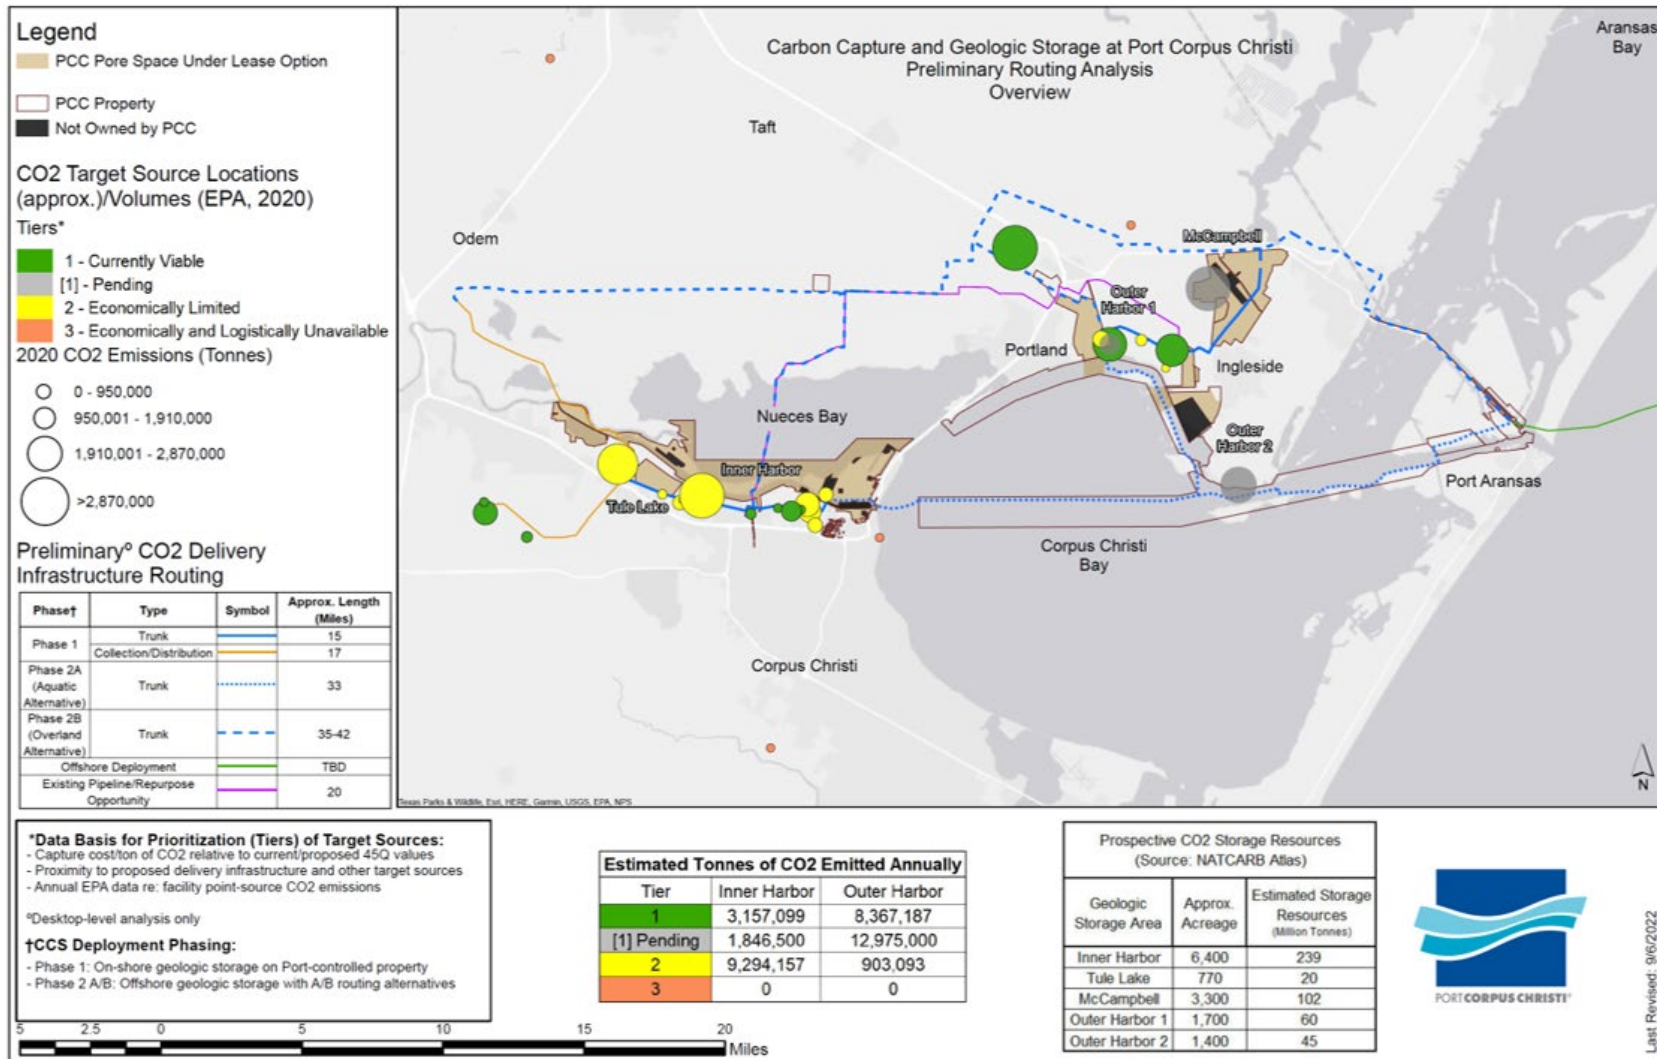 Legend
PCC Pore Space Under Lease Option
PCC Property
Not Owned by PCC
CO2 Target Source Locations
(approx.)/Volumes (EPA, 2020)
Tiers*
1 - Currently Viable
[1] - Pending
2 - Economically Limited
3 - Economically and Logistically Unavailable
2020 CO2 Emissions (Tonnes)
0 - 950,000
950,001 - 1,910,000
1,910,001 - 2,870,000
>2,870,000
Preliminaryº CO2 Delivery
Infrastructure Routing
Phase† Type Symbol Approx. Length
(Miles)
Phase 1 Trunk 15
Collection/Distribution 17
Phase 2A
(Aquatic
Alternative) Trunk 33
Phase 2B
(Overland
Alternative) Trunk 35-42
Offshore Deployment TBD
Existing Pipeline/Repurpose
Opportunity 20
Carbon Capture and Geologic Storage at Port Corpus Christi
Preliminary Routing Analysis
Overview
Aransas
Bay
Taft
Odem
McCampbell
Outer
Harbor 1
Portland
Ingleside
Nueces Bay
Outer
Harbor 2
Inner Harbor
Tule Lake
Port Aransas
Corpus Christi
Bay
Corpus Christi
N
Texas Parks & Wildlife, Esri, HERE, Garmin, USGS, EPA, NPS
*Data Basis for Prioritization (Tiers) of Target Sources:
- Capture cost/ton of CO2 relative to current/proposed 45Q values
- Proximity to proposed delivery infrastructure and other target sources
- Annual EPA data re: facility point-source CO2 emissions
ºDesktop-level analysis only
†CCS Deployment Phasing:
- Phase 1: On-shore geologic storage on Port-controlled property
- Phase 2 A/B: Offshore geologic storage with A/B routing alternatives
5 2.5 0 5 10 15 20
Miles
Estimated Tonnes of CO2 Emitted Annually
Tier Inner Harbor Outer Harbor
1 3,157,099 8,367,187
[1] Pending 1,846,500 12,975,000
2 9,294,157 903,093
3 0 0
Prospective CO2 Storage Resources
(Source: NATCARB Atlas)
Geologic
Storage Area Approx.
Acreage Estimated Storage
Resources
(Million Tonnes)
Inner Harbor 6,400 239
Tule Lake 770 20
McCampbell 3,300 102
Outer Harbor 1 1,700 60
Outer Harbor 2 1,400 45
PORTCORPUS CHRISTI®
Last Revised: 9/6/2022